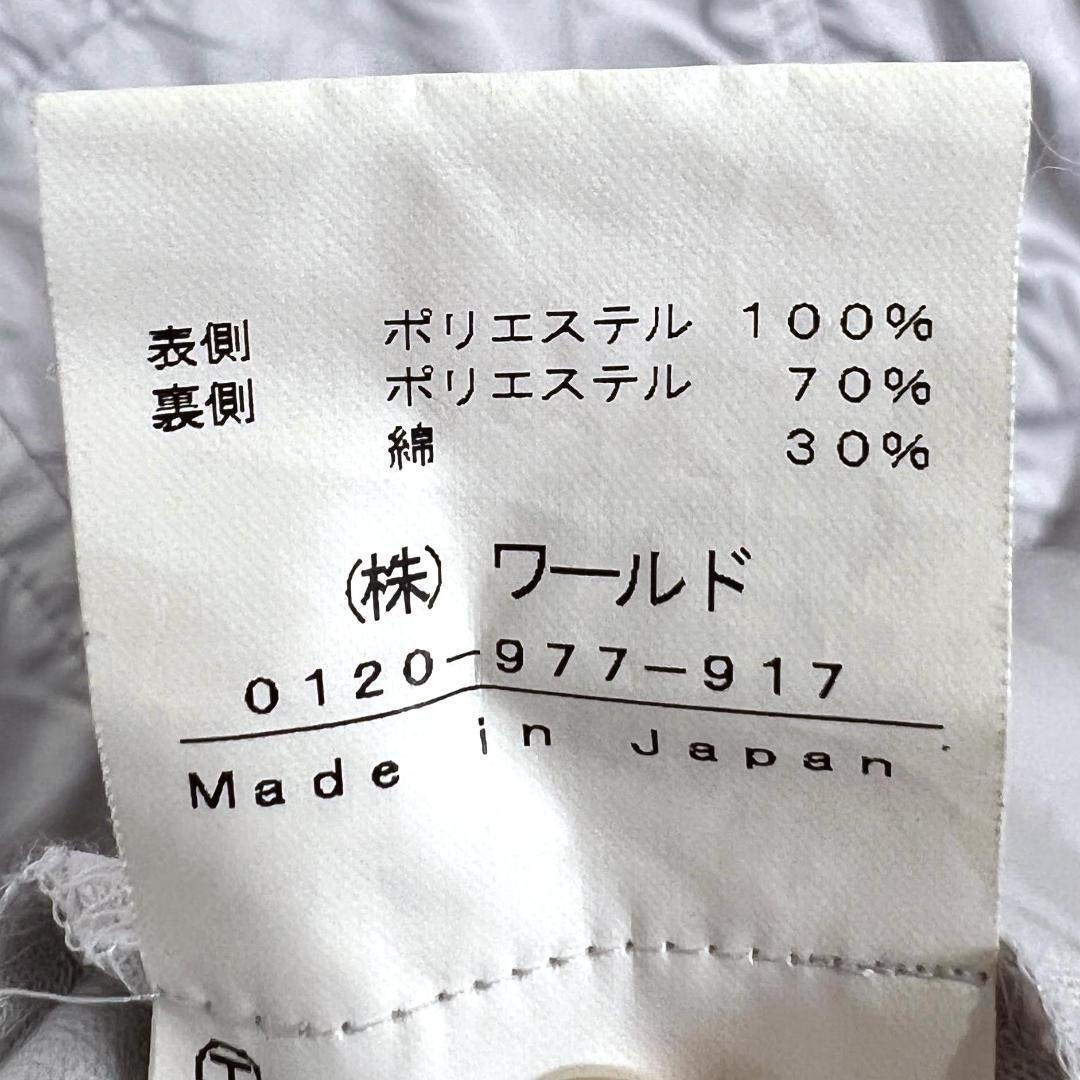 表側 ポリエステル 100%
裏側 ポリエステル 70%
綿 30%
(株) ワールド
0120-977-917
Made in Japan